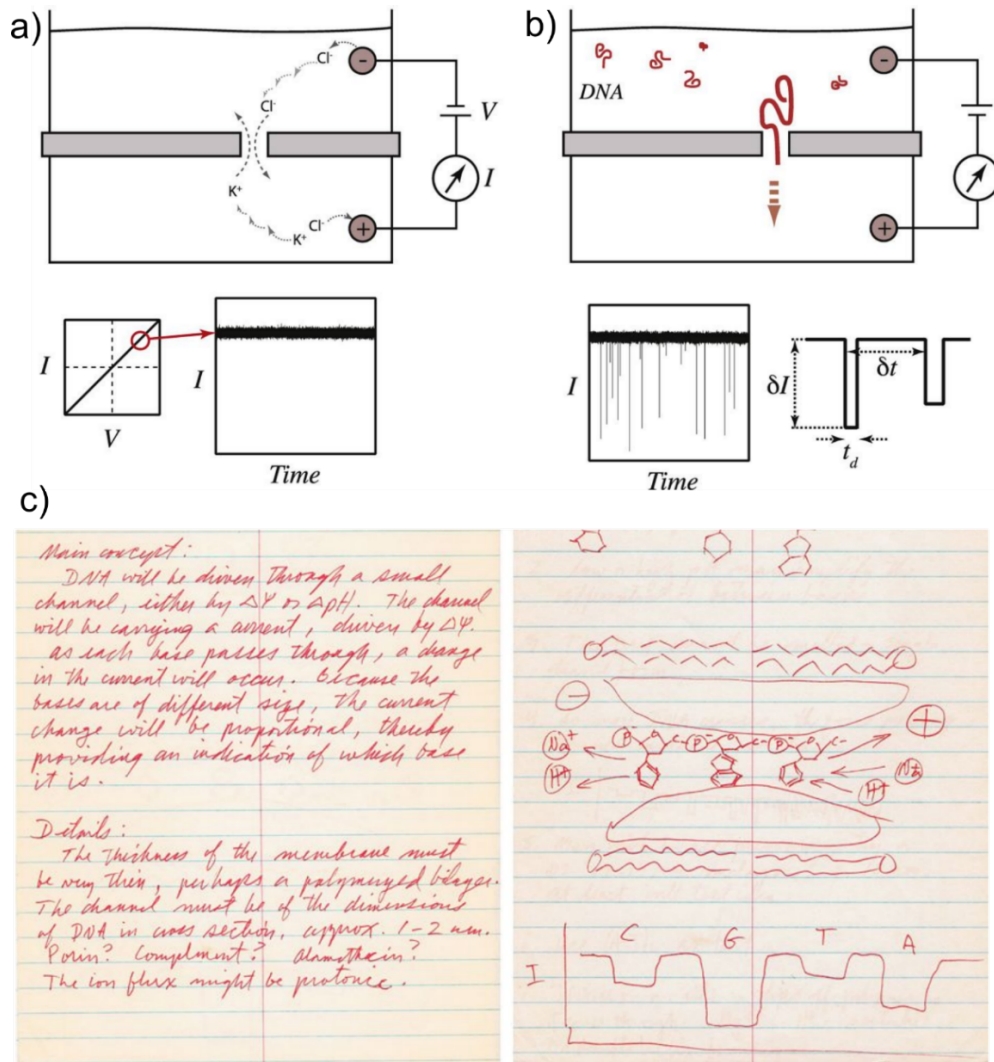 a)
Cl-
Cl-
K+
Cl-
K+
-
+
V
I
I
V
I
Time
b)
DNA
-
+
V
I
I
Time
δI
δt
t_d
c)
Main concept:
DNA will be driven through a small
channel, either by ΔΨ or ΔpH. The channel
will be carrying a current, driven by ΔΨ.
As each base passes through, a change
in the current will occur. Because the
bases are of different size, the current
change will be proportional, thereby
providing an indication of which base
it is.
Details:
The thickness of the membrane must
be very thin, perhaps a polymerized bilayer.
The channel must be of the dimensions
of DNA in cross section, approx. 1-2 nm.
Porin? Compliment? Alamethicin?
The ion flux might be protonic.
-
+
Na+
H+
P-
P-
P-
Na+
H+
C G T A
I